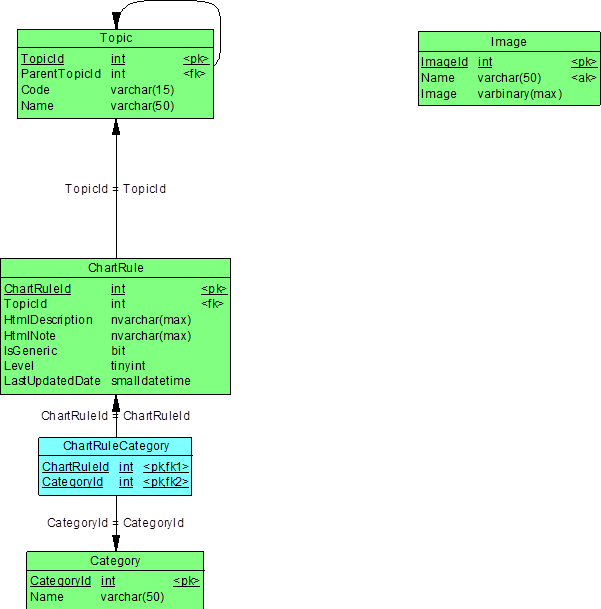 Topic
TopicId int <pk>
ParentTopicId int <fk>
Code varchar(15)
Name varchar(50)
Image
ImageId int <pk>
Name varchar(50) <ak>
Image varbinary(max)
TopicId = TopicId
ChartRule
ChartRuleId int <pk>
TopicId int <fk>
HtmlDescription nvarchar(max)
HtmlNote nvarchar(max)
IsGeneric bit
Level tinyint
LastUpdatedDate smalldatetime
ChartRuleId = ChartRuleId
ChartRuleCategory
ChartRuleId int <pk,fk1>
CategoryId int <pk,fk2>
CategoryId = CategoryId
Category
CategoryId int <pk>
Name varchar(50)